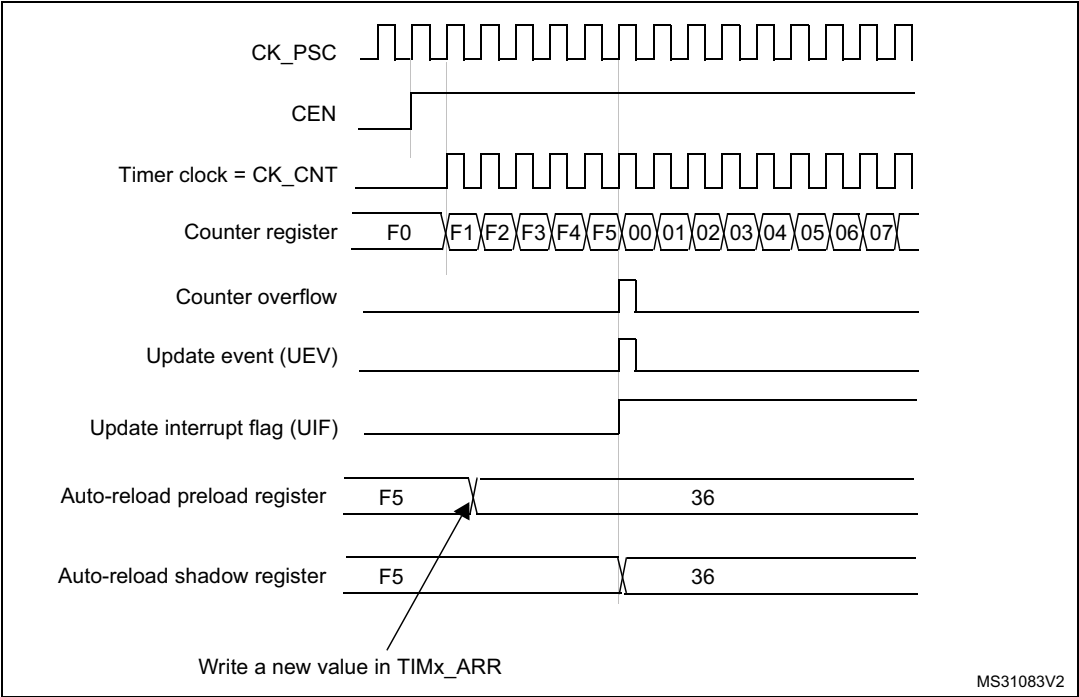 CK_PSC
CEN
Timer clock = CK_CNT
Counter register F0 F1 F2 F3 F4 F5 00 01 02 03 04 05 06 07
Counter overflow
Update event (UEV)
Update interrupt flag (UIF)
Auto-reload preload register F5 36
Auto-reload shadow register F5 36
Write a new value in TIMx_ARR
MS31083V2